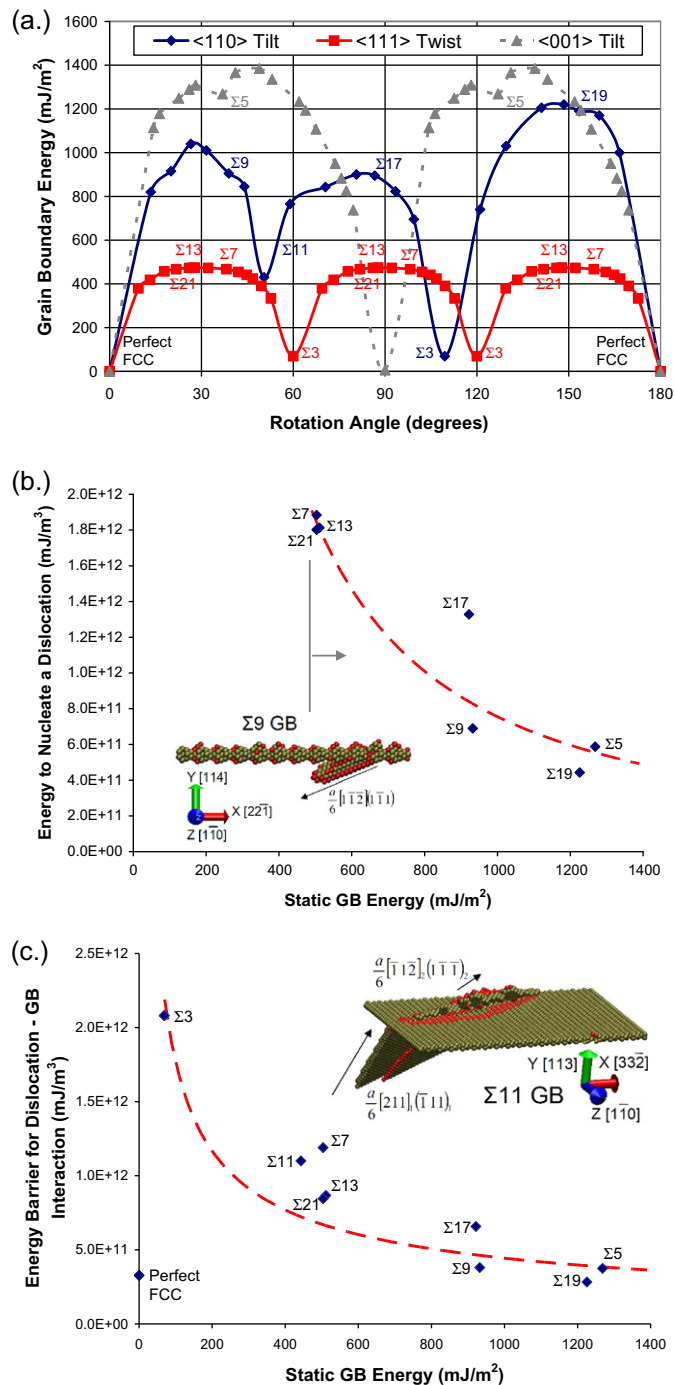 (a.)
1600
1400
1200
1000
800
600
400
200
0
Grain Boundary Energy (mJ/m²)
<110> Tilt
<111> Twist
<001> Tilt
Σ5
Σ5
Σ19
Σ9
Σ17
Σ11
Σ13
Σ7
Σ21
Σ13
Σ7
Σ21
Σ13
Σ7
Σ21
Σ3
Σ3
Σ3
Perfect
FCC
Perfect
FCC
0
30
60
90
120
150
180
Rotation Angle (degrees)
(b.)
2.0E+12
1.8E+12
1.6E+12
1.4E+12
1.2E+12
1.0E+12
8.0E+11
6.0E+11
4.0E+11
2.0E+11
0.0E+00
Energy to Nucleate a Dislocation (mJ/m³)
Σ7
Σ13
Σ21
Σ17
Σ9
Σ5
Σ19
Σ9 GB
Y [114]
X [221̄]
Z [11̄0]
a/6[11̄2̄](11̄1)
0
200
400
600
800
1000
1200
1400
Static GB Energy (mJ/m²)
(c.)
2.5E+12
2.0E+12
1.5E+12
1.0E+12
5.0E+11
0.0E+00
Energy Barrier for Dislocation - GB
Interaction (mJ/m³)
a/6[1̄12̄]₂(11̄1̄)₂
Σ3
Y [113]
X [332̄]
Z [11̄0]
Σ11 GB
a/6[211]₁(1̄11)₁
Σ7
Σ11
Σ13
Σ21
Σ17
Σ9
Σ5
Σ19
Perfect
FCC
0
200
400
600
800
1000
1200
1400
Static GB Energy (mJ/m²)